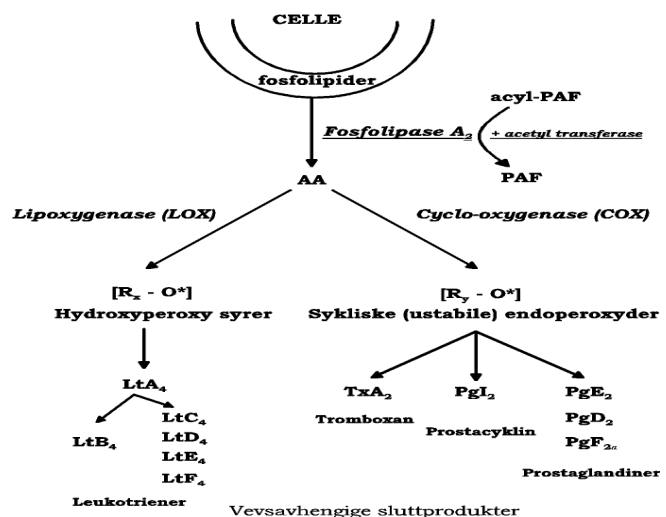 CELLE
fosfolipider
acyl-PAF
Fosfolipase A₂
+ acetyl transferase
AA
PAF
Lipoxygenase (LOX)
Cyclo-oxygenase (COX)
[Rₓ - O*]
[Rᵧ - O*]
Hydroxyperoxy syrer
Sykliske (ustabile) endoperoxyder
LtA₄
TxA₂
PgI₂
PgE₂
LtB₄
LtC₄
LtD₄
LtE₄
LtF₄
PgD₂
PgF₂α
Tromboxan
Prostacyklin
Prostaglandiner
Leukotriener
Vevsavhengige sluttprodukter